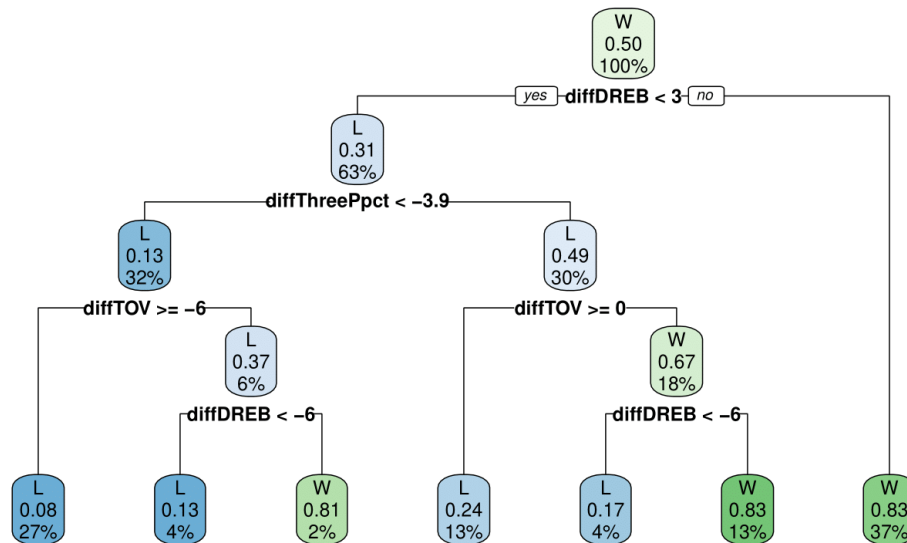 W
0.50
100%
yes diffDREB < 3 no
L
0.31
63%
diffThreePpct < −3.9
L
0.13
32%
L
0.49
30%
diffTOV >= −6
diffTOV >= 0
L
0.37
6%
W
0.67
18%
diffDREB < −6
diffDREB < −6
L
0.08
27%
L
0.13
4%
W
0.81
2%
L
0.24
13%
L
0.17
4%
W
0.83
13%
W
0.83
37%